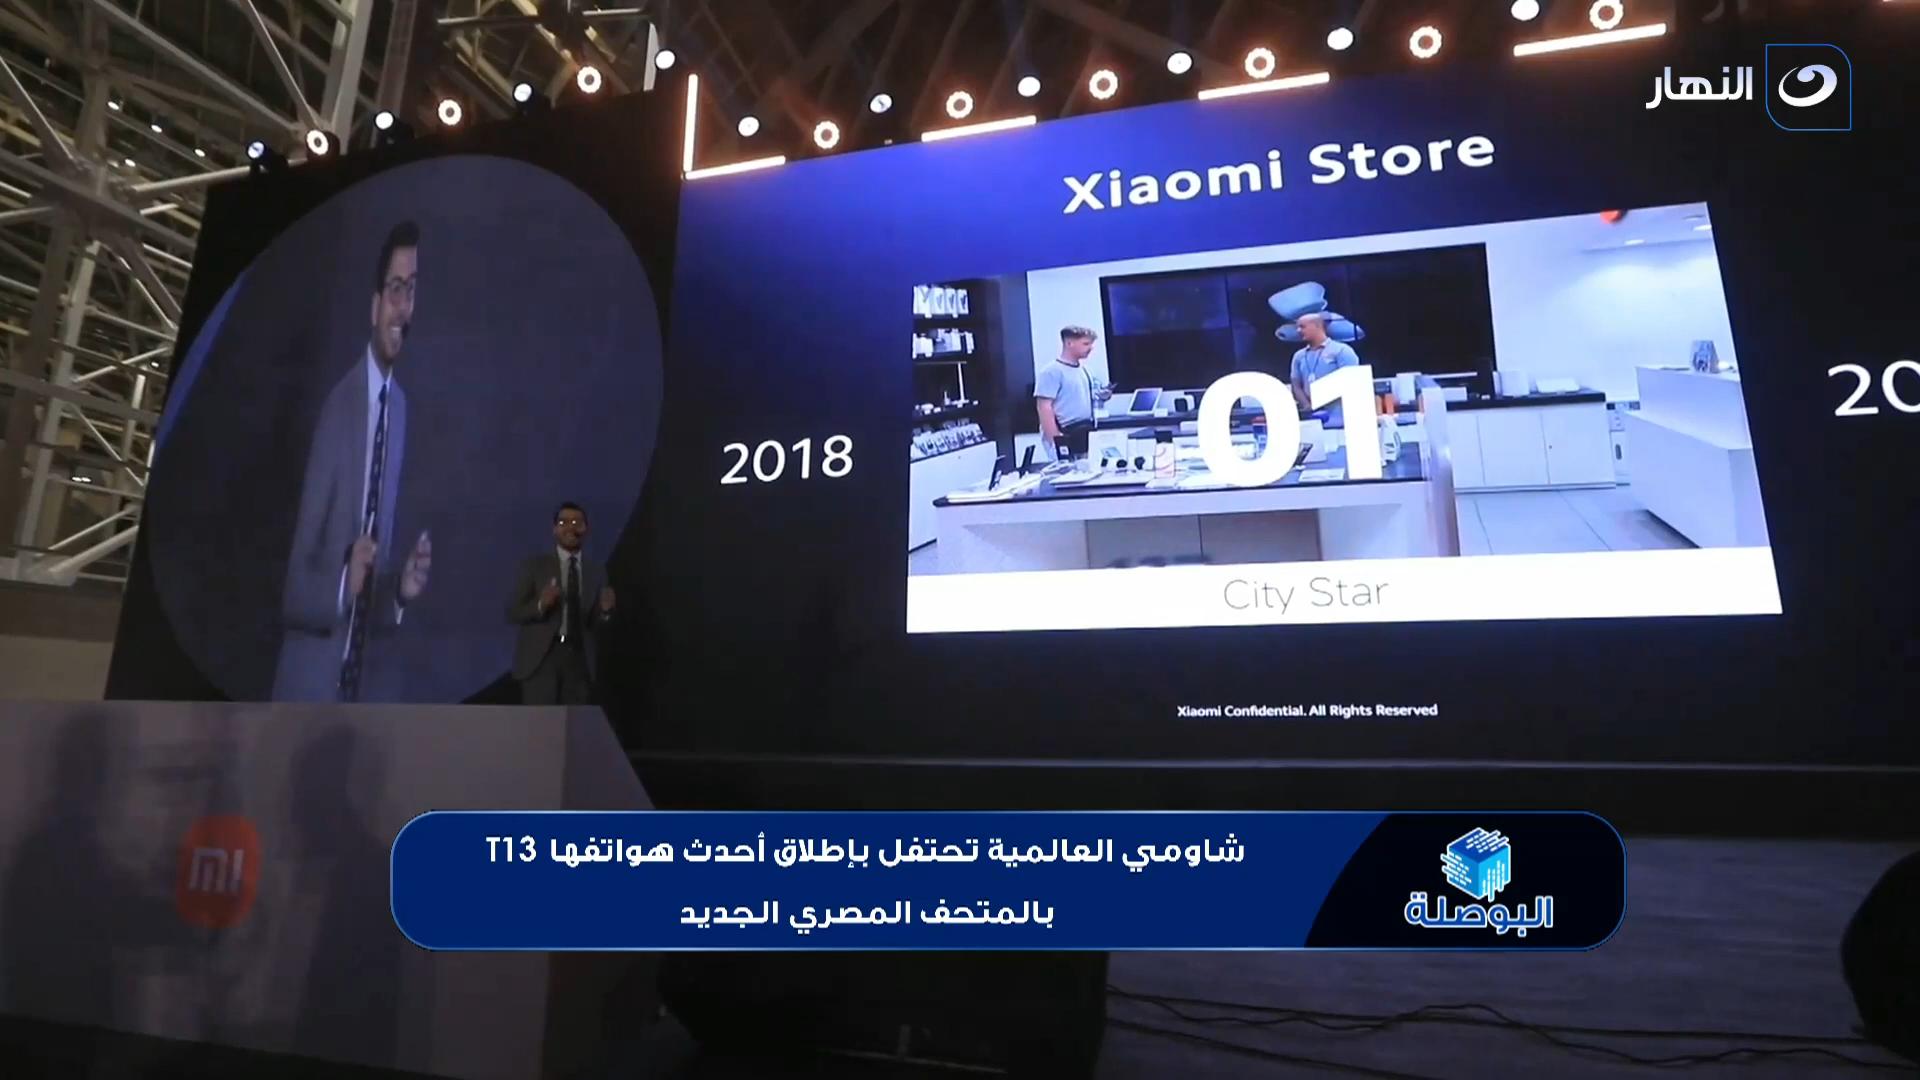 النهار
Xiaomi Store
2018
01
20
City Star
Xiaomi Confidential. All Rights Reserved
mi
شاومي العالمية تحتفل بإطلاق أحدث هواتفها T13
بالمتحف المصري الجديد
البوصلة